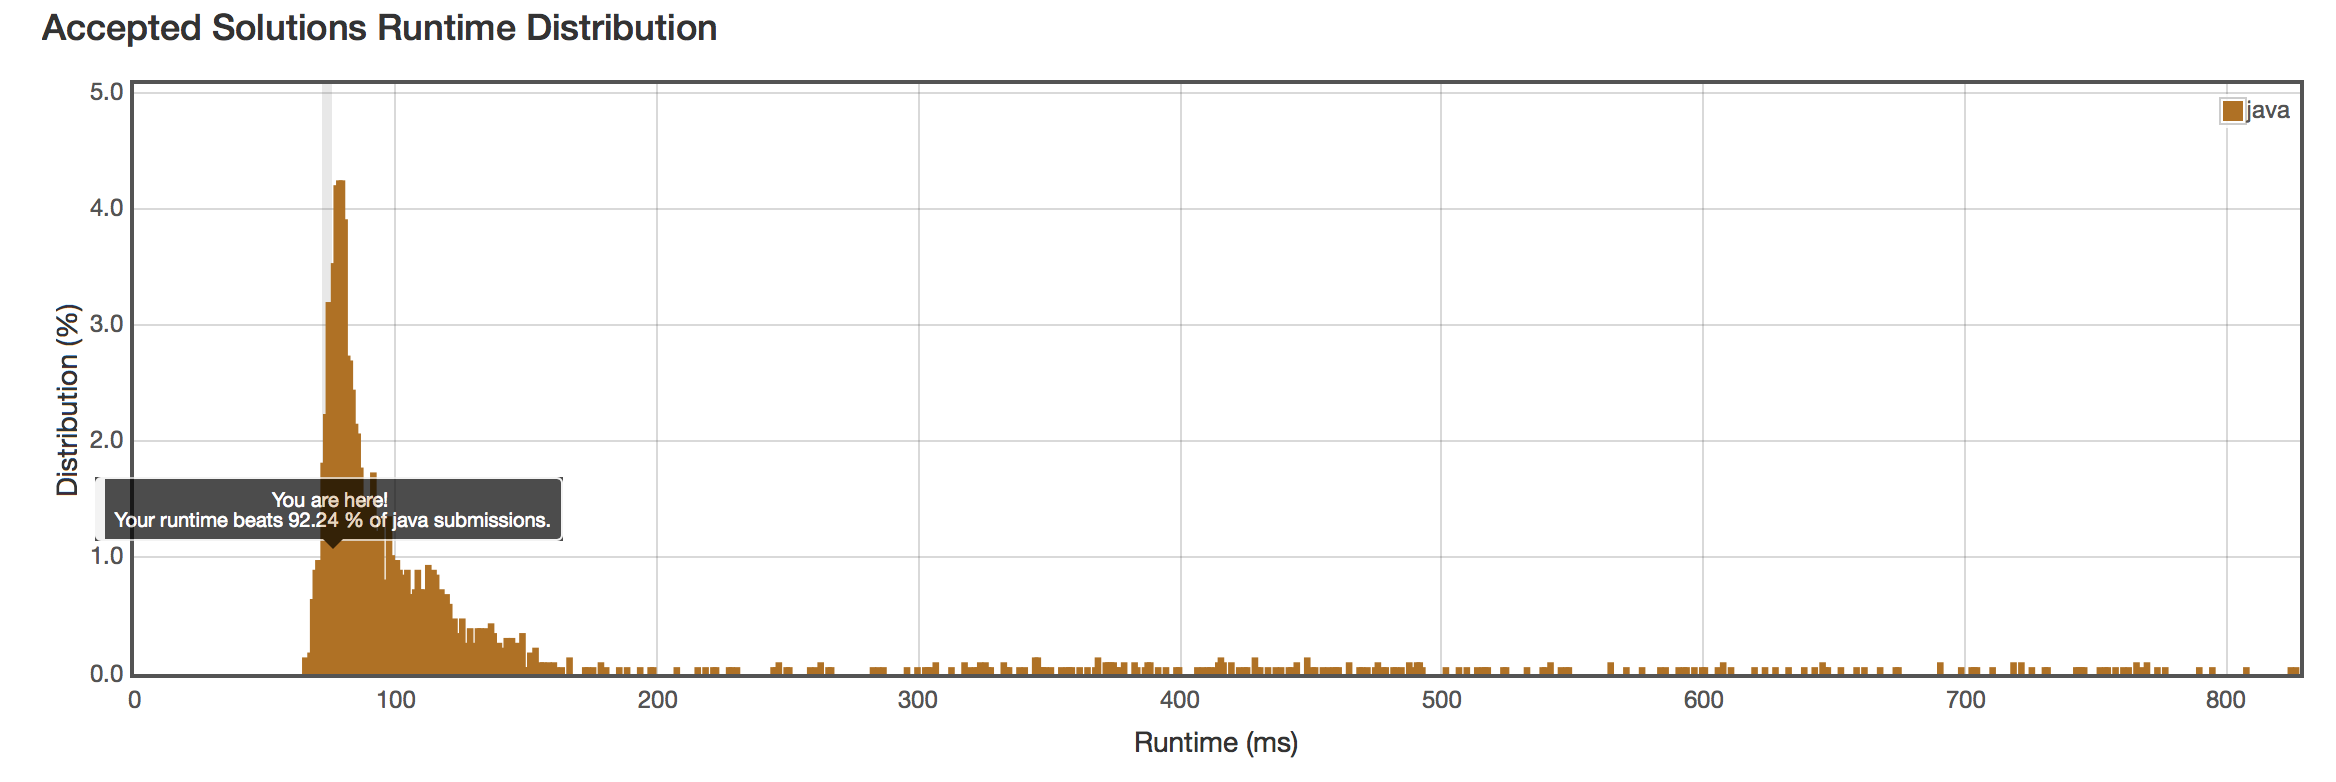 Accepted Solutions Runtime Distribution
5.0
java
4.0
3.0
Distribution (%)
2.0
You are here!
Your runtime beats 92.24 % of java submissions.
1.0
0.0
0 100 200 300 400 500 600 700 800
Runtime (ms)